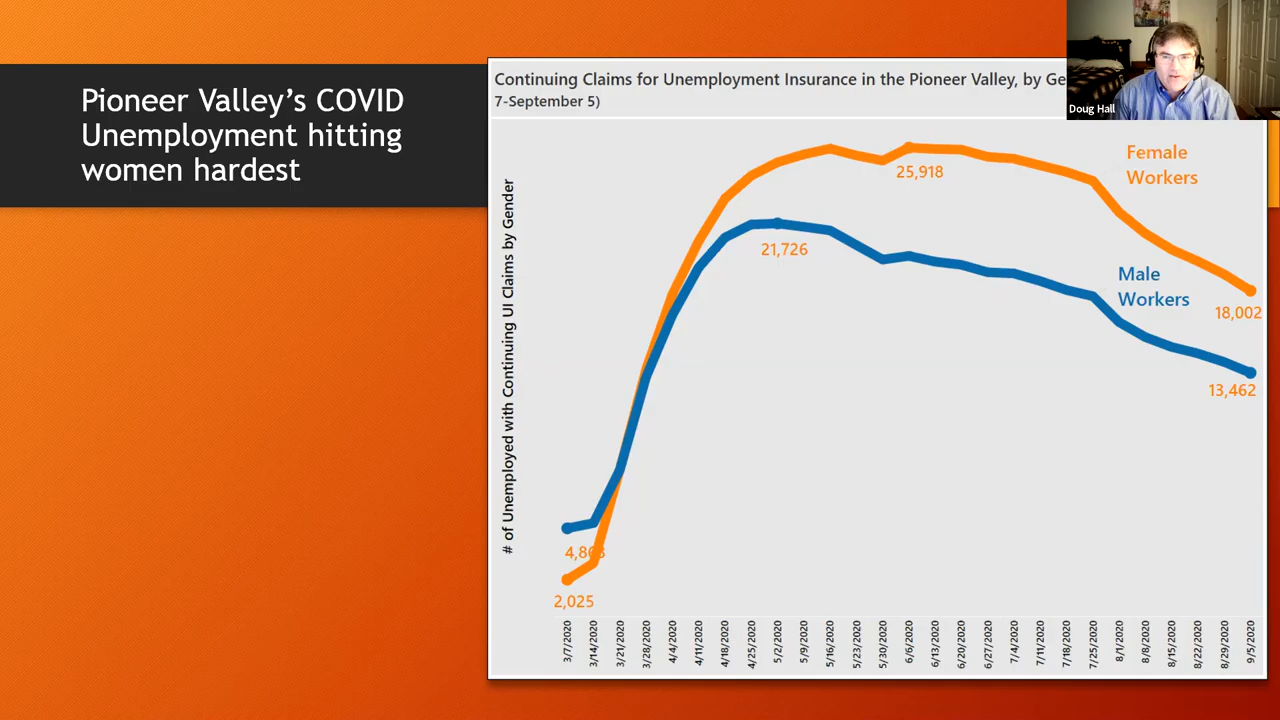 Pioneer Valley's COVID
Unemployment hitting
women hardest
Continuing Claims for Unemployment Insurance in the Pioneer Valley, by
7-September 5)
Doug Hall
# of Unemployed with Continuing UI Claims by Gender
Female
Workers
25,918
21,726
Male
Workers
18,002
13,462
2,025
3/7/2020
3/14/2020
3/21/2020
3/28/2020
4/4/2020
4/11/2020
4/18/2020
4/25/2020
5/2/2020
5/9/2020
5/16/2020
5/23/2020
5/30/2020
6/6/2020
6/13/2020
6/20/2020
6/27/2020
7/4/2020
7/11/2020
7/18/2020
7/25/2020
8/1/2020
8/8/2020
8/15/2020
8/22/2020
8/29/2020
9/5/2020